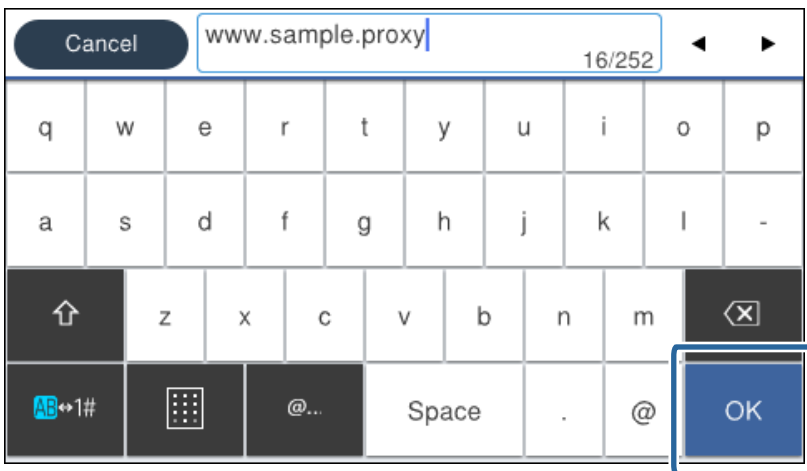 Cancel
www.sample.proxy
16/252
q w e r t y u i o p
a s d f g h j k l -
z x c v b n m
AB↔1# @... Space . @ OK